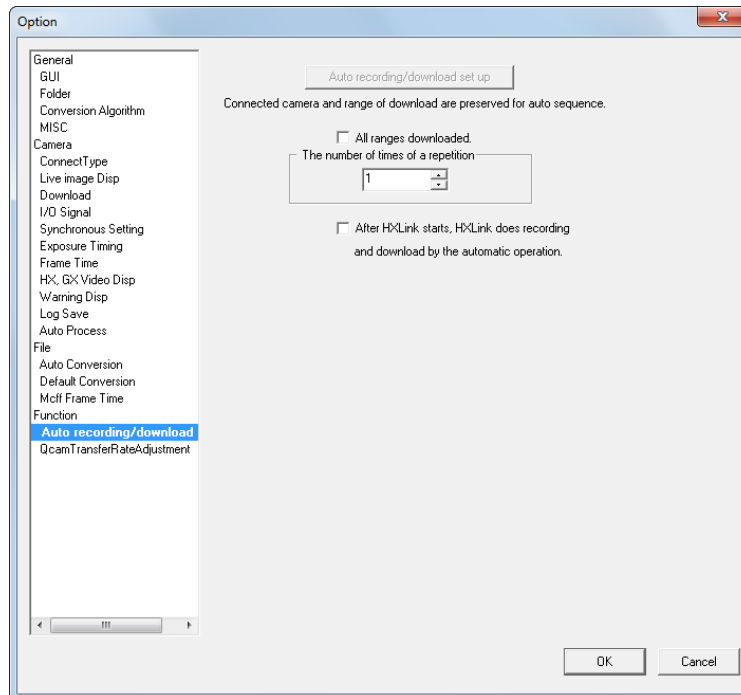 Option
General
GUI
Folder
Conversion Algorithm
MISC
Camera
ConnectType
Live image Disp
Download
I/O Signal
Synchronous Setting
Exposure Timing
Frame Time
HX, GX Video Disp
Warning Disp
Log Save
Auto Process
File
Auto Conversion
Default Conversion
Mcff Frame Time
Function
Auto recording/download
QcamTransferRateAdjustment
Auto recording/download set up
Connected camera and range of download are preserved for auto sequence.
All ranges downloaded.
The number of times of a repetition
1
After HXLink starts, HXLink does recording
and download by the automatic operation.
OK
Cancel